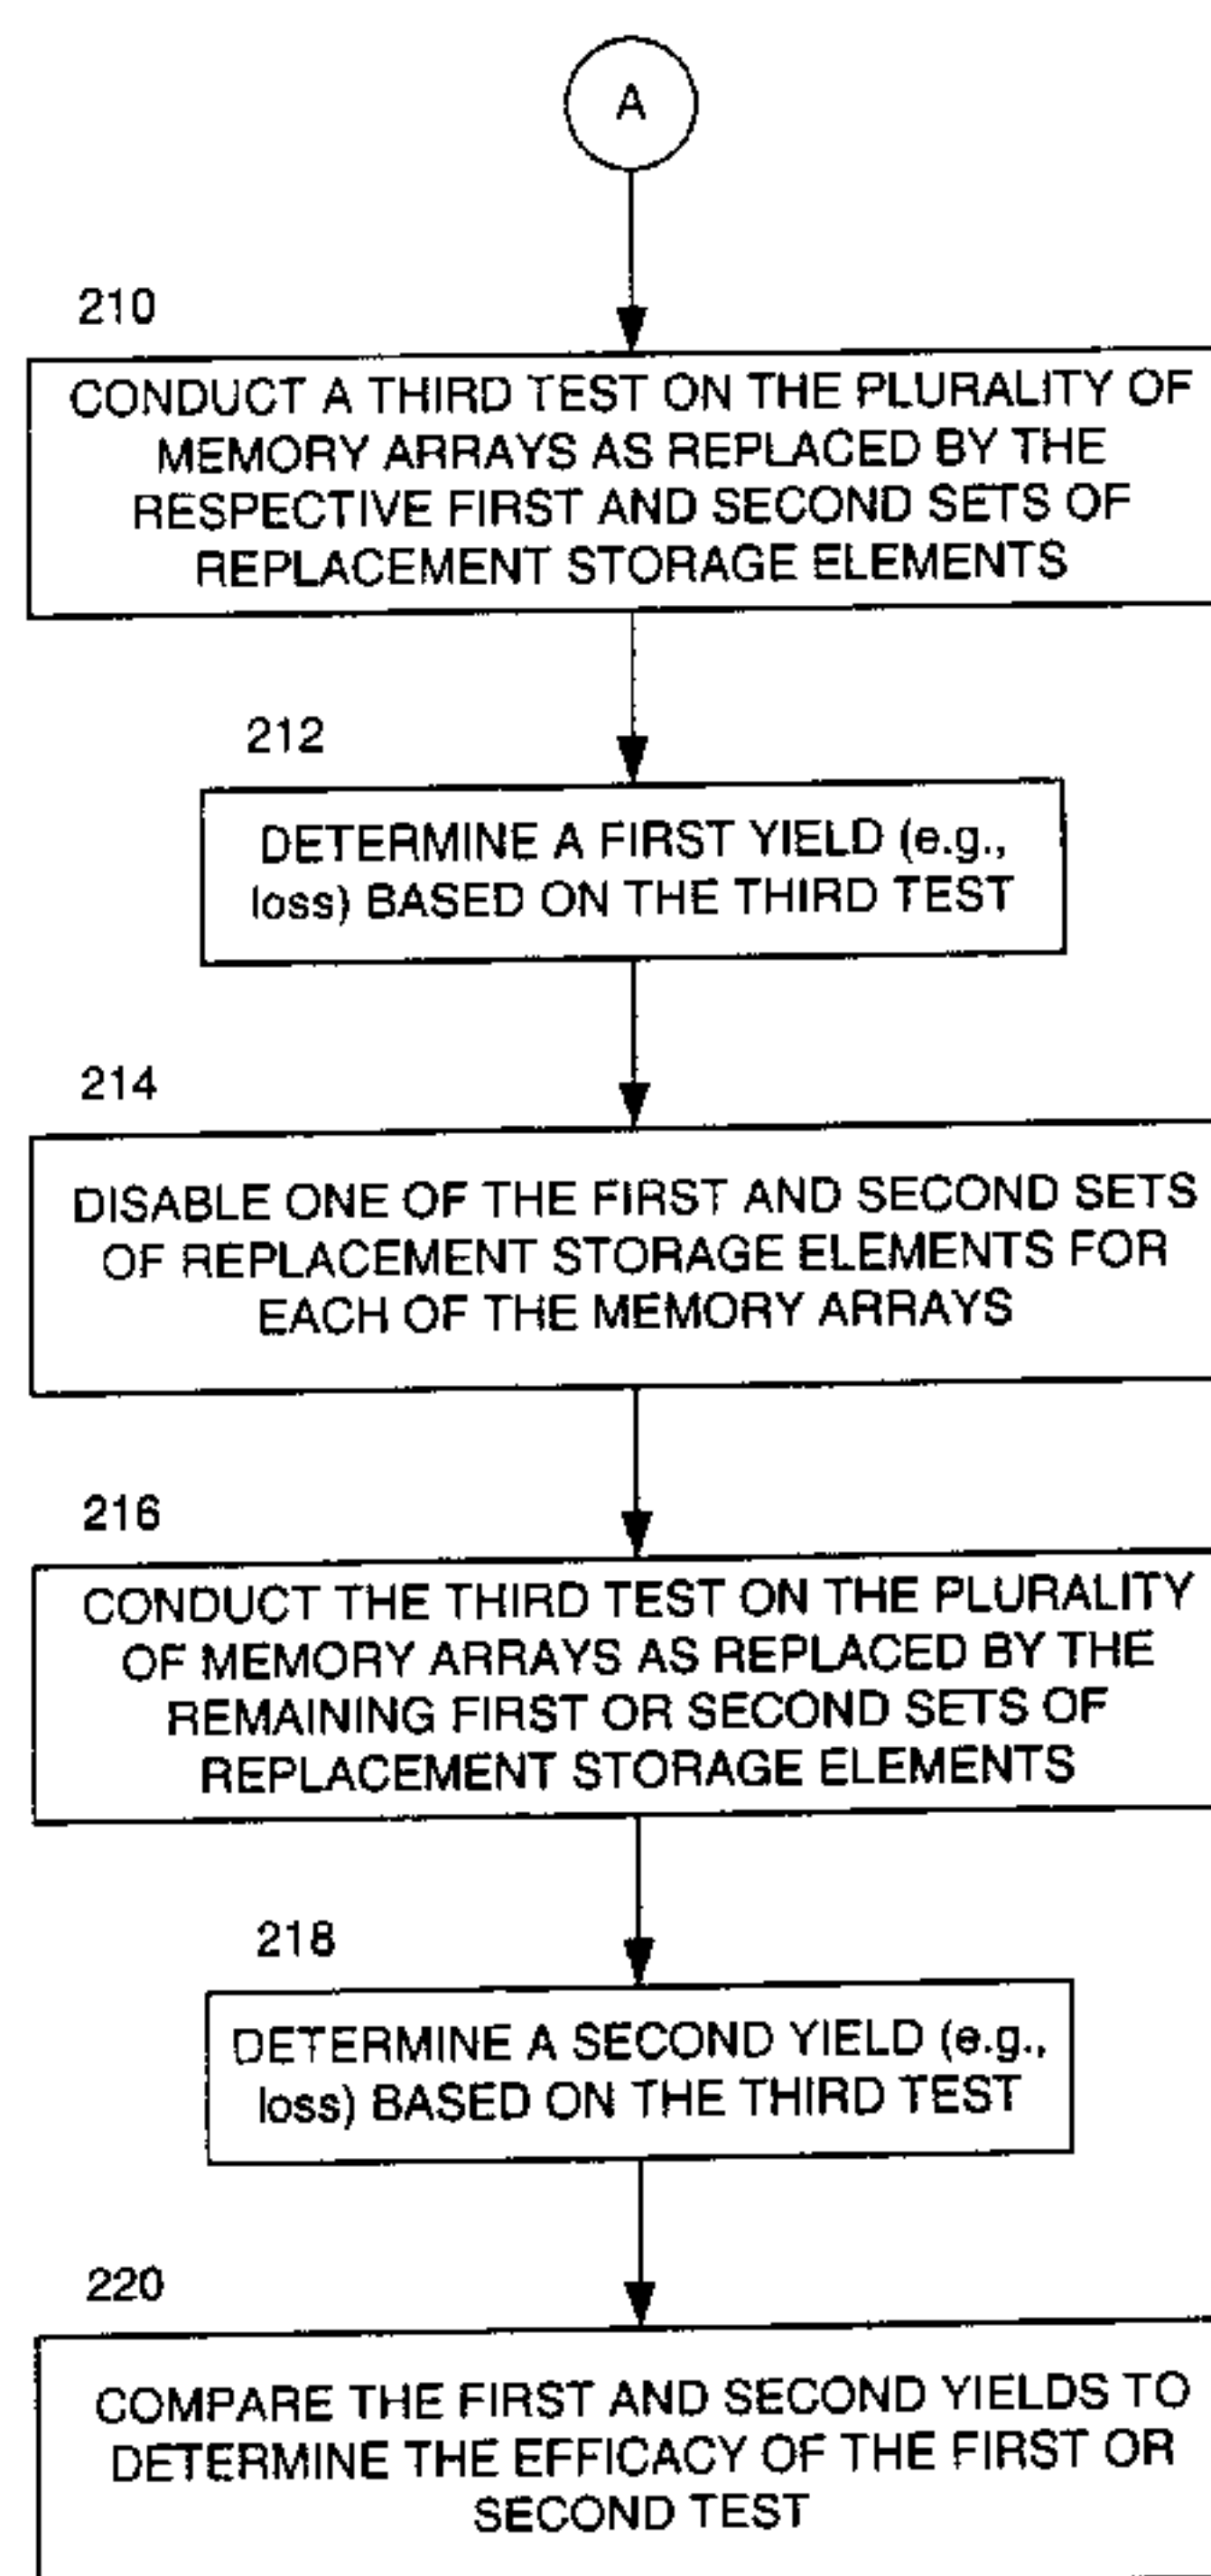 A
210
CONDUCT A THIRD TEST ON THE PLURALITY OF
MEMORY ARRAYS AS REPLACED BY THE
RESPECTIVE FIRST AND SECOND SETS OF
REPLACEMENT STORAGE ELEMENTS
212
DETERMINE A FIRST YIELD (e.g.,
loss) BASED ON THE THIRD TEST
214
DISABLE ONE OF THE FIRST AND SECOND SETS
OF REPLACEMENT STORAGE ELEMENTS FOR
EACH OF THE MEMORY ARRAYS
216
CONDUCT THE THIRD TEST ON THE PLURALITY
OF MEMORY ARRAYS AS REPLACED BY THE
REMAINING FIRST OR SECOND SETS OF
REPLACEMENT STORAGE ELEMENTS
218
DETERMINE A SECOND YIELD (e.g.,
loss) BASED ON THE THIRD TEST
220
COMPARE THE FIRST AND SECOND YIELDS TO
DETERMINE THE EFFICACY OF THE FIRST OR
SECOND TEST